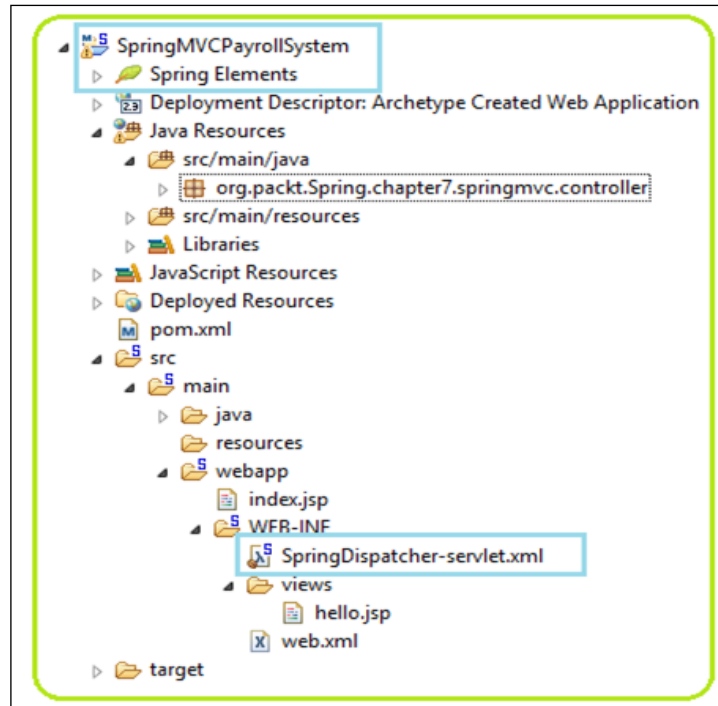 SpringMVCPayrollSystem
Spring Elements
Deployment Descriptor: Archetype Created Web Application
Java Resources
src/main/java
org.packt.Spring.chapter7.springmvc.controller
src/main/resources
Libraries
JavaScript Resources
Deployed Resources
pom.xml
src
main
java
resources
webapp
index.jsp
WEB-INF
SpringDispatcher-servlet.xml
views
hello.jsp
web.xml
target